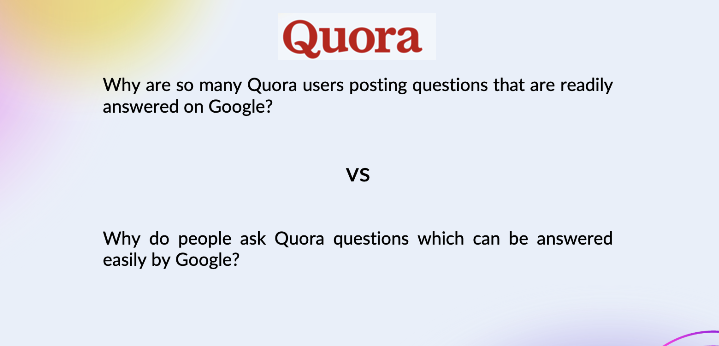 Quora
Why are so many Quora users posting questions that are readily
answered on Google?
VS
Why do people ask Quora questions which can be answered
easily by Google?